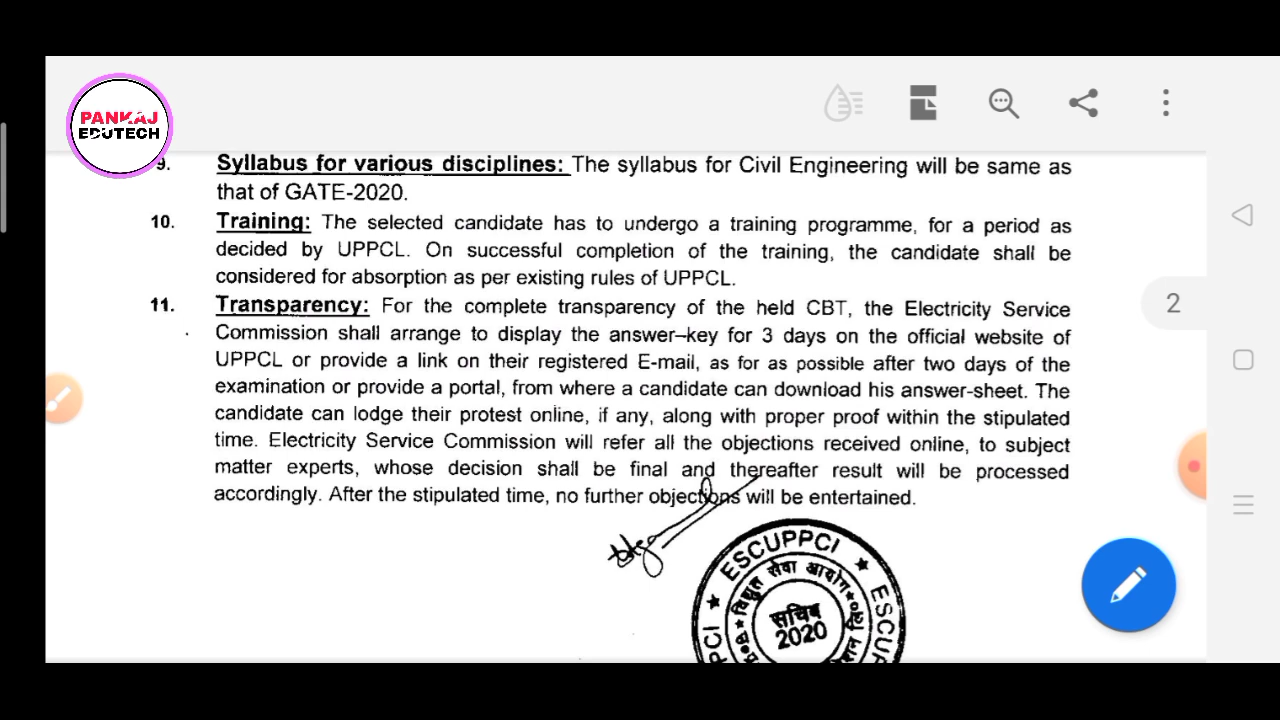 PANKAJ
EDUTECH
9. Syllabus for various disciplines: The syllabus for Civil Engineering will be same as
that of GATE-2020.
10. Training: The selected candidate has to undergo a training programme, for a period as
decided by UPPCL. On successful completion of the training, the candidate shall be
considered for absorption as per existing rules of UPPCL.
2
11. Transparency: For the complete transparency of the held CBT, the Electricity Service
Commission shall arrange to display the answer–key for 3 days on the official website of
UPPCL or provide a link on their registered E-mail, as for as possible after two days of the
examination or provide a portal, from where a candidate can download his answer-sheet. The
candidate can lodge their protest online, if any, along with proper proof within the stipulated
time. Electricity Service Commission will refer all the objections received online, to subject
matter experts, whose decision shall be final and thereafter result will be processed
accordingly. After the stipulated time, no further objections will be entertained.
ESCUPPCl
विद्युत सेवा आयोग
सचिव
2020